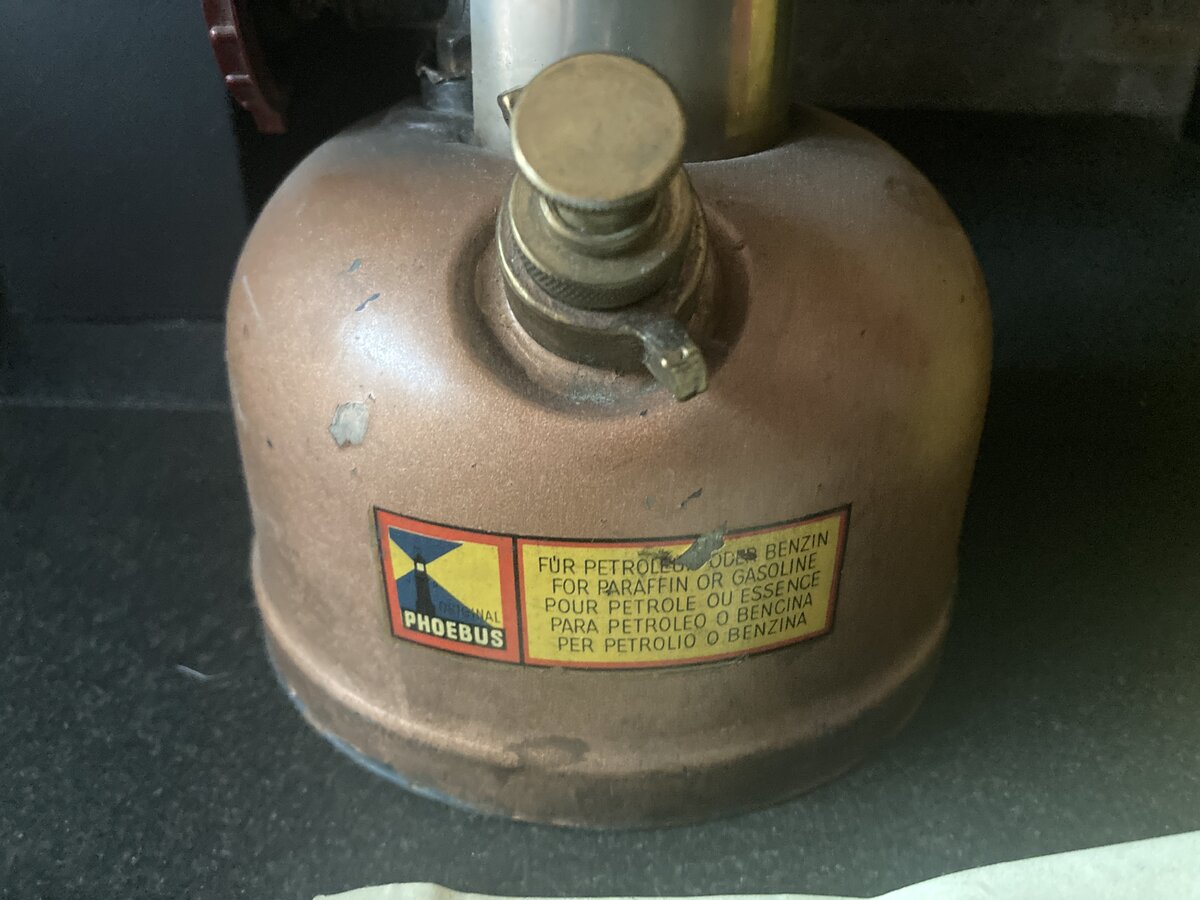 ORIGINAL
PHOEBUS
FÜR PETROLEUM ODER BENZIN
FOR PARAFFIN OR GASOLINE
POUR PETROLE OU ESSENCE
PARA PETROLEO O BENCINA
PER PETROLIO O BENZINA